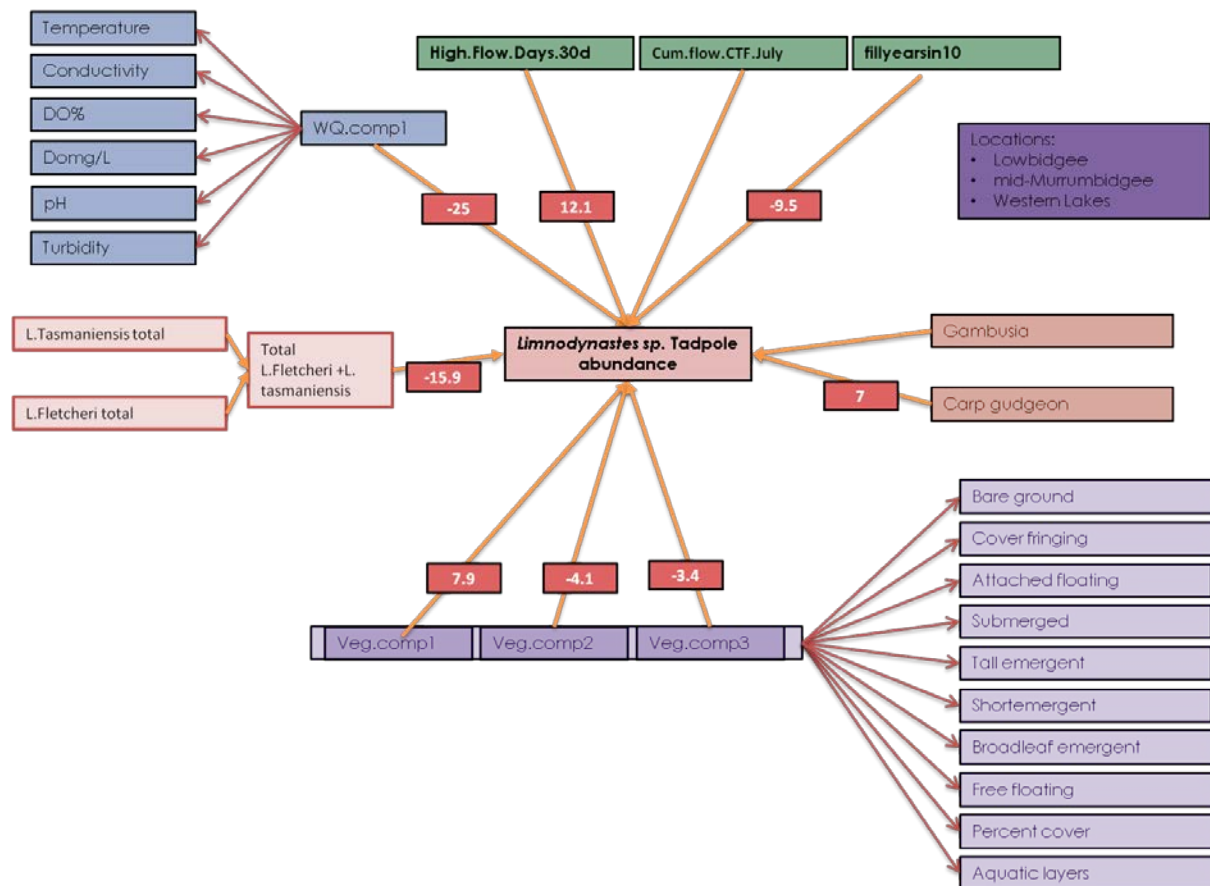 Temperature
Conductivity
DO%
Domg/L
pH
Turbidity
WQ.comp1
High.Flow.Days.30d
Cum.flow.CTF.July
fillyearsin10
Locations:
• Lowbidgee
• mid-Murrumbidgee
• Western Lakes
-25
12.1
-9.5
L.Tasmaniensis total
L.Fletcheri total
Total
L.Fletcheri +L.
tasmaniensis
-15.9
Limnodynastes sp. Tadpole
abundance
Gambusia
7
Carp gudgeon
7.9
-4.1
-3.4
Veg.comp1
Veg.comp2
Veg.comp3
Bare ground
Cover fringing
Attached floating
Submerged
Tall emergent
Shortemergent
Broadleaf emergent
Free floating
Percent cover
Aquatic layers